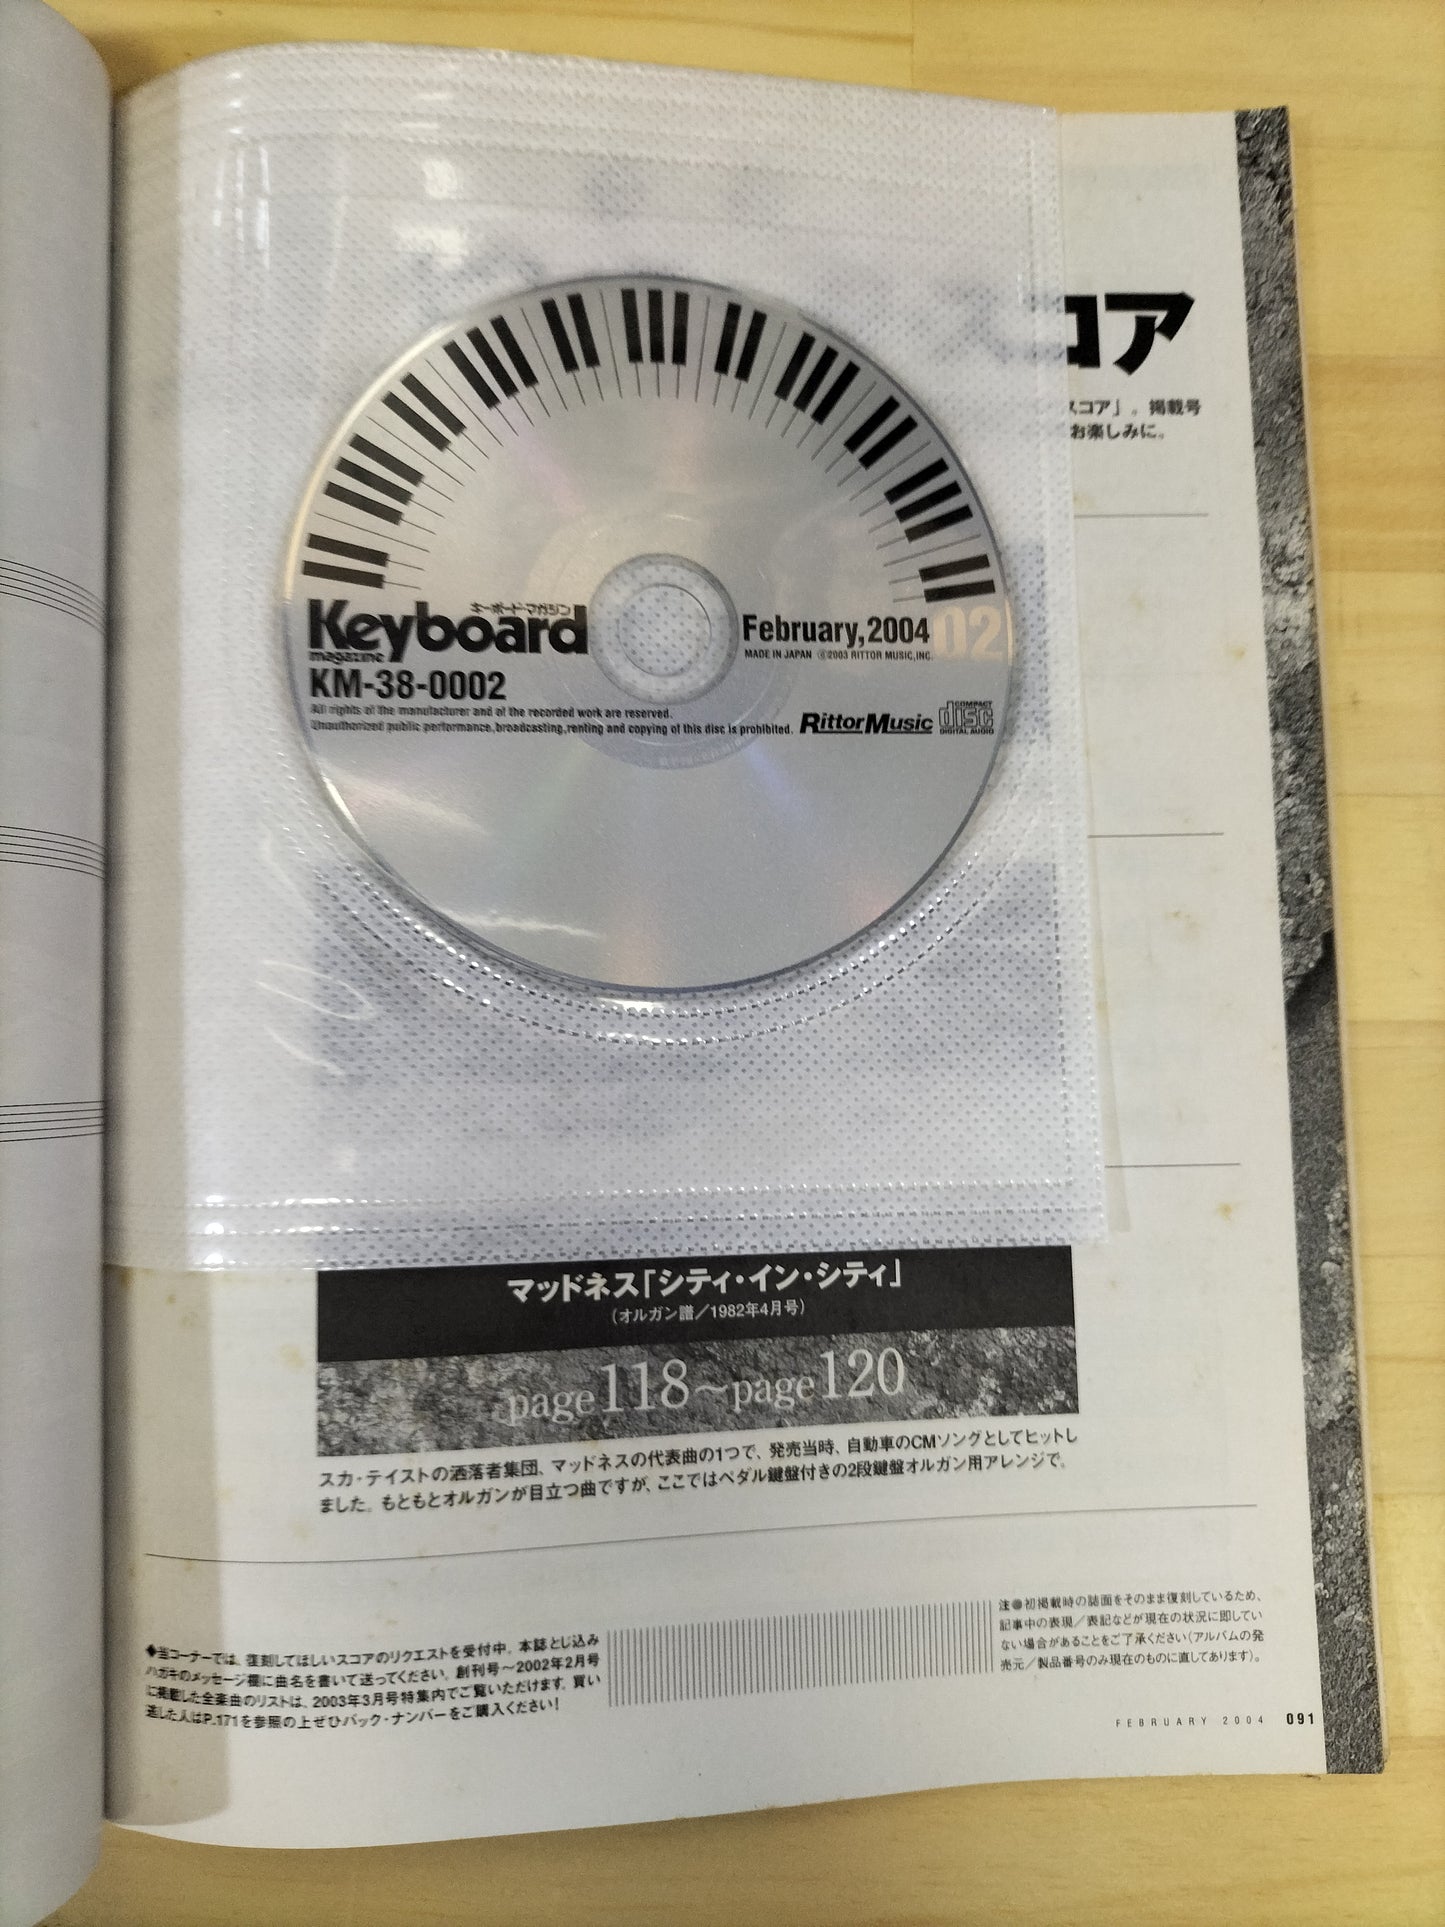 スコア
スコア」。掲載号
お楽しみに。
キーボード・マガジン
Keyboard
magazine
KM-38-0002
February,2004
02
MADE IN JAPAN ℗©2003 RITTOR MUSIC,INC.
All rights of the manufacturer and of the recorded work are reserved.
Unauthorized public performance,broadcasting,renting and copying of this disc is prohibited.
RittorMusic
COMPACT
disc
DIGITAL AUDIO
マッドネス「シティ・イン・シティ」
(オルガン譜/1982年4月号)
page118〜page120
スカ・テイストの洒落者集団、マッドネスの代表曲の1つで、発売当時、自動車のCMソングとしてヒットし
ました。もともとオルガンが目立つ曲ですが、ここではペダル鍵盤付きの2段鍵盤オルガン用アレンジで。
◆当コーナーでは、復刻してほしいスコアのリクエストを受付中。本誌とじ込み
ハガキのメッセージ欄に曲名を書いて送ってください。創刊号〜2002年2月号
に掲載した全楽曲のリストは、2003年3月号特集内でご覧いただけます。買い
逃した人はP.171を参照の上ぜひバック・ナンバーをご購入ください!
注●初掲載時の誌面をそのまま復刻しているため、
記事中の表現/表記などが現在の状況に即してい
ない場合があることをご了承ください(アルバムの発
売元/製品番号のみ現在のものに直してあります)。
FEBRUARY 2004 091